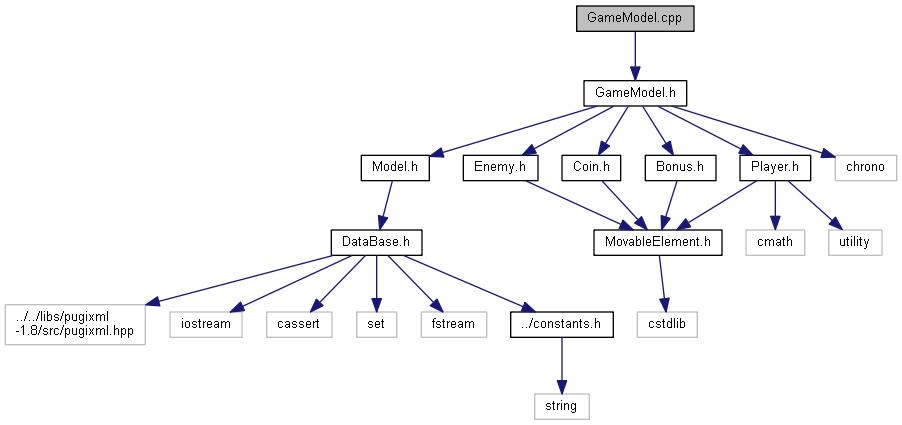 GameModel.cpp
GameModel.h
Model.h
Enemy.h
Coin.h
Bonus.h
Player.h
chrono
DataBase.h
MovableElement.h
cmath
utility
../../libs/pugixml
-1.8/src/pugixml.hpp
iostream
cassert
set
fstream
../constants.h
cstdlib
string